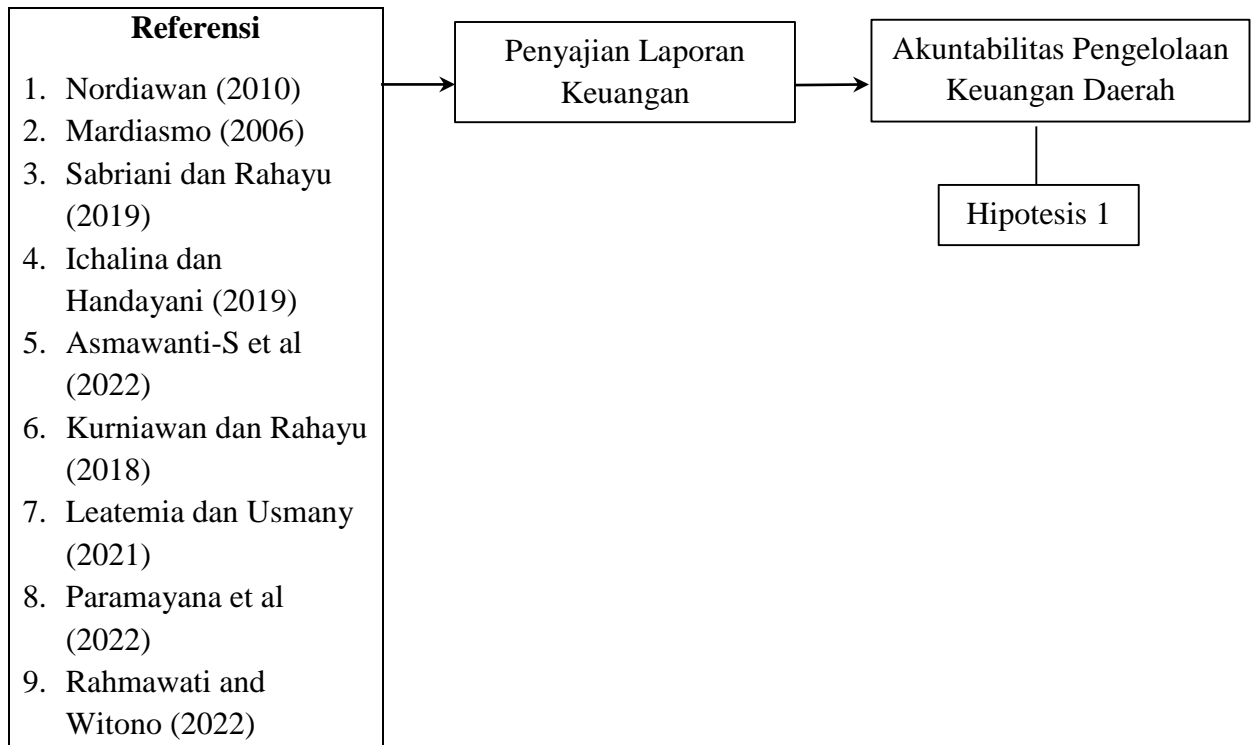 Referensi
1. Nordiawan (2010)
2. Mardiasmo (2006)
3. Sabriani dan Rahayu
(2019)
4. Ichalina dan
Handayani (2019)
5. Asmawanti-S et al
(2022)
6. Kurniawan dan Rahayu
(2018)
7. Leatemia dan Usmany
(2021)
8. Paramayana et al
(2022)
9. Rahmawati and
Witono (2022)
Penyajian Laporan
Keuangan
Akuntabilitas Pengelolaan
Keuangan Daerah
Hipotesis 1